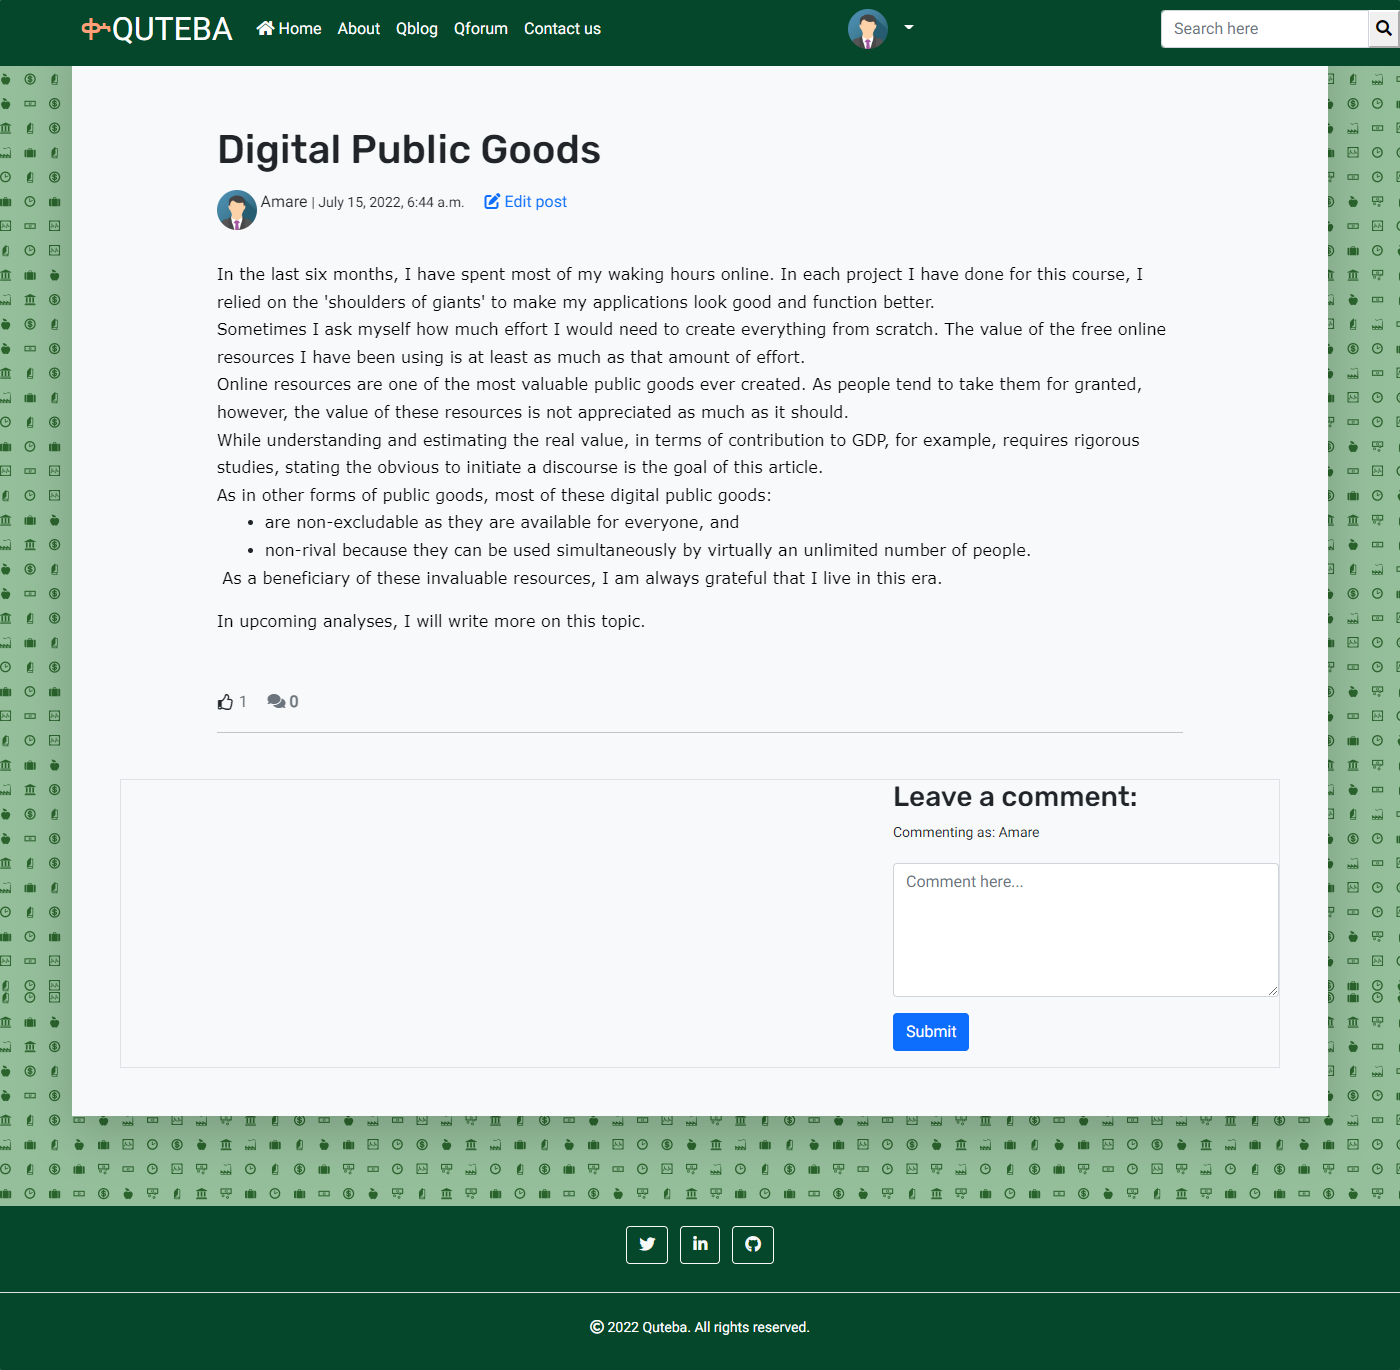 ቀ QUTEBA Home About Qblog Qforum Contact us Search here
Digital Public Goods
Amare | July 15, 2022, 6:44 a.m. Edit post
In the last six months, I have spent most of my waking hours online. In each project I have done for this course, I
relied on the 'shoulders of giants' to make my applications look good and function better.
Sometimes I ask myself how much effort I would need to create everything from scratch. The value of the free online
resources I have been using is at least as much as that amount of effort.
Online resources are one of the most valuable public goods ever created. As people tend to take them for granted,
however, the value of these resources is not appreciated as much as it should.
While understanding and estimating the real value, in terms of contribution to GDP, for example, requires rigorous
studies, stating the obvious to initiate a discourse is the goal of this article.
As in other forms of public goods, most of these digital public goods:
• are non-excludable as they are available for everyone, and
• non-rival because they can be used simultaneously by virtually an unlimited number of people.
As a beneficiary of these invaluable resources, I am always grateful that I live in this era.
In upcoming analyses, I will write more on this topic.
1 0
Leave a comment:
Commenting as: Amare
Comment here...
Submit
© 2022 Quteba. All rights reserved.